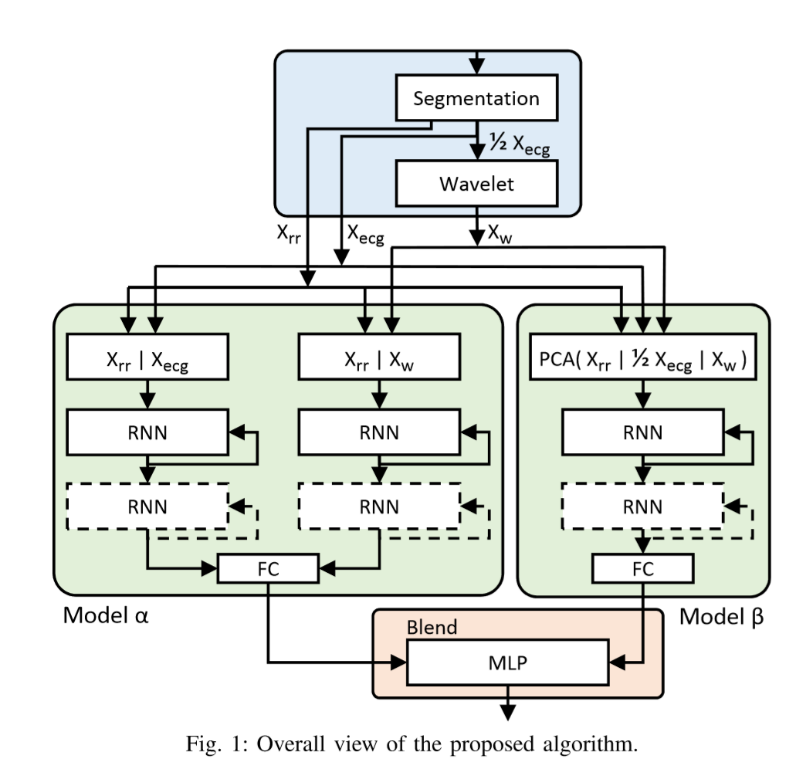 Segmentation
½ Xecg
Wavelet
Xrr Xecg Xw
Xrr | Xecg
Xrr | Xw
PCA( Xrr | ½ Xecg | Xw )
RNN
RNN
RNN
RNN
RNN
RNN
FC
FC
Model α
Model β
Blend
MLP
Fig. 1: Overall view of the proposed algorithm.